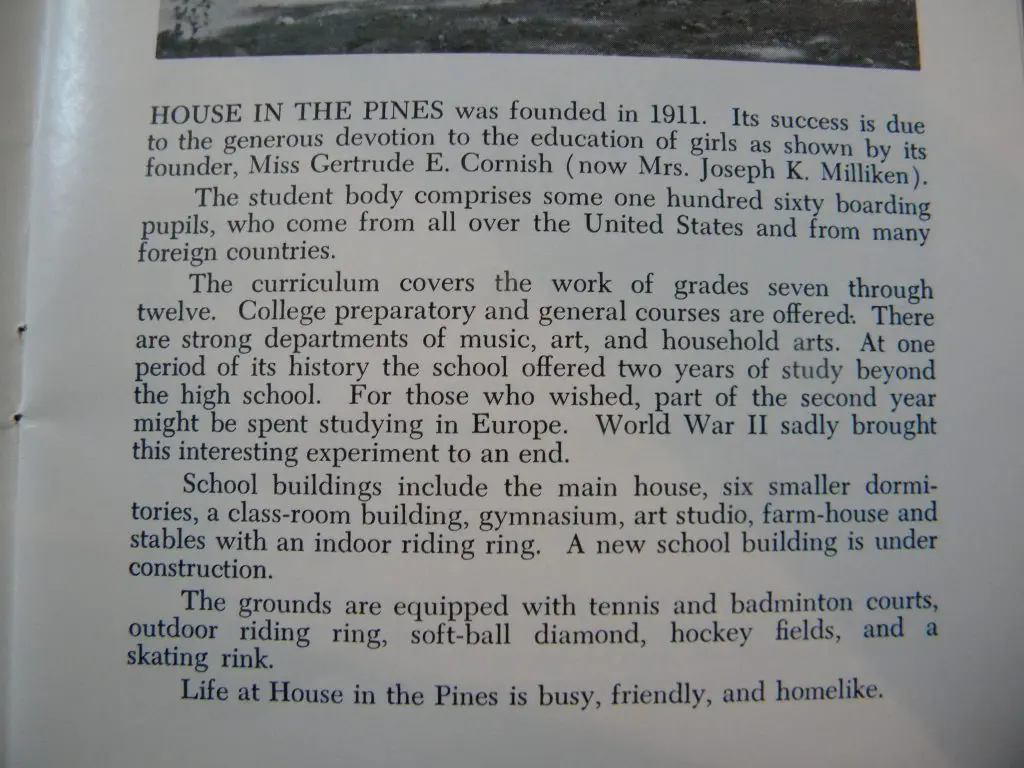 HOUSE IN THE PINES was founded in 1911. Its success is due
to the generous devotion to the education of girls as shown by its
founder, Miss Gertrude E. Cornish (now Mrs. Joseph K. Milliken).
The student body comprises some one hundred sixty boarding
pupils, who come from all over the United States and from many
foreign countries.
The curriculum covers the work of grades seven through
twelve. College preparatory and general courses are offered. There
are strong departments of music, art, and household arts. At one
period of its history the school offered two years of study beyond
the high school. For those who wished, part of the second year
might be spent studying in Europe. World War II sadly brought
this interesting experiment to an end.
School buildings include the main house, six smaller dormi-
tories, a class-room building, gymnasium, art studio, farm-house and
stables with an indoor riding ring. A new school building is under
construction.
The grounds are equipped with tennis and badminton courts,
outdoor riding ring, soft-ball diamond, hockey fields, and a
skating rink.
Life at House in the Pines is busy, friendly, and homelike.